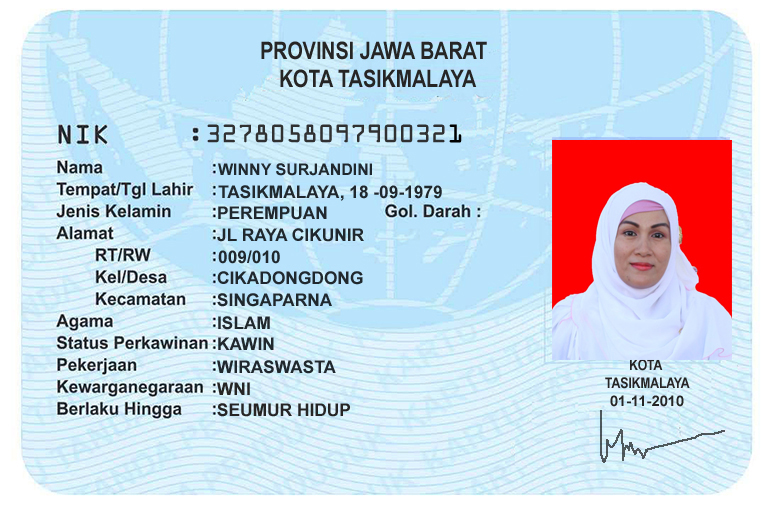 PROVINSI JAWA BARAT
KOTA TASIKMALAYA
NIK :3278058097900321
Nama :WINNY SURJANDINI
Tempat/Tgl Lahir :TASIKMALAYA, 18 -09-1979
Jenis Kelamin :PEREMPUAN Gol. Darah :
Alamat :JL RAYA CIKUNIR
RT/RW :009/010
Kel/Desa :CIKADONGDONG
Kecamatan :SINGAPARNA
Agama :ISLAM
Status Perkawinan :KAWIN
Pekerjaan :WIRASWASTA
Kewarganegaraan :WNI
Berlaku Hingga :SEUMUR HIDUP
KOTA
TASIKMALAYA
01-11-2010